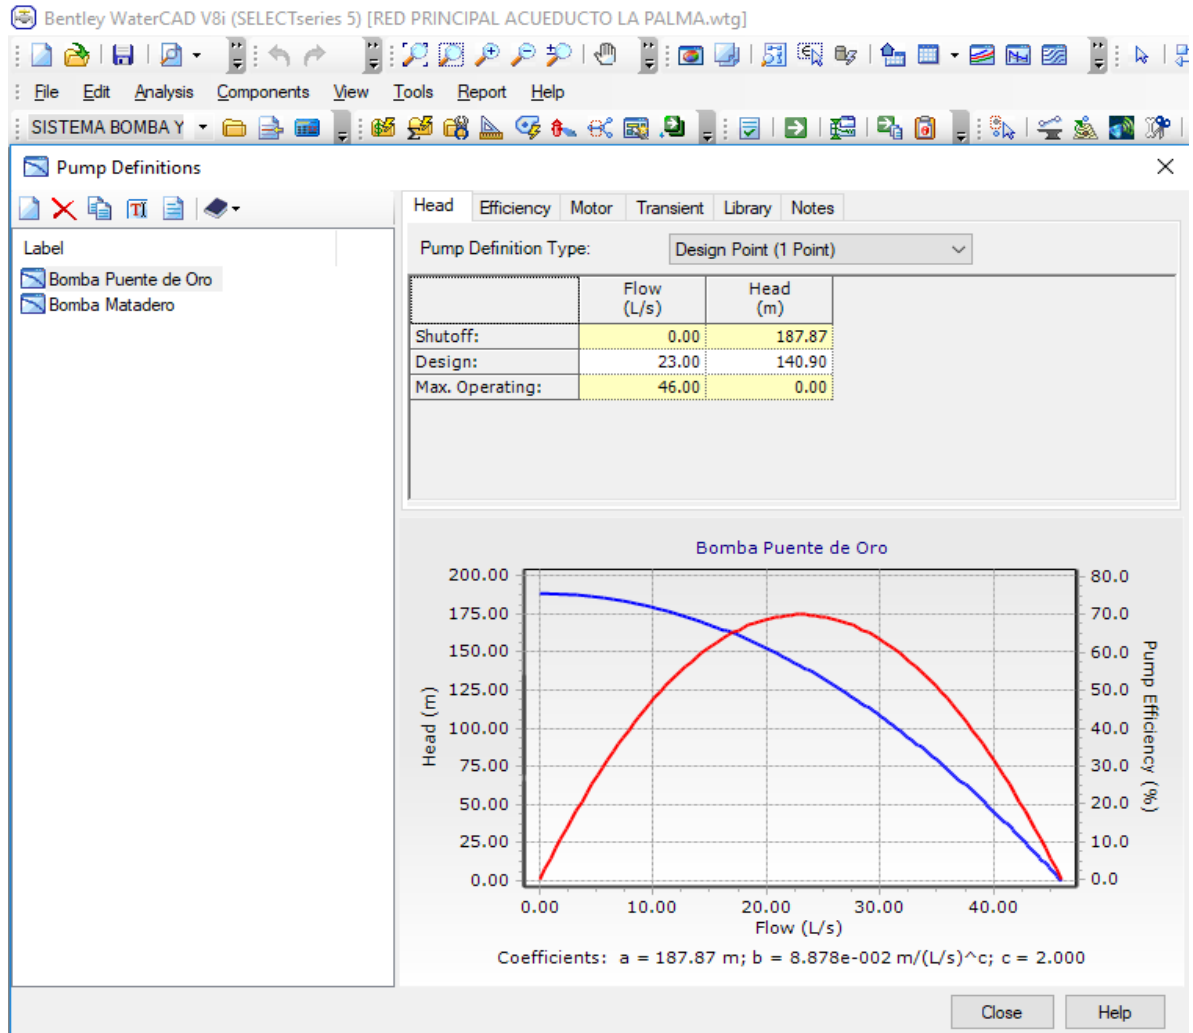 Bentley WaterCAD V8i (SELECTseries 5) [RED PRINCIPAL ACUEDUCTO LA PALMA.wtg]
File Edit Analysis Components View Tools Report Help
SISTEMA BOMBA Y
Pump Definitions
Label
Bomba Puente de Oro
Bomba Matadero
Head Efficiency Motor Transient Library Notes
Pump Definition Type: Design Point (1 Point)
Flow (L/s) Head (m)
Shutoff: 0.00 187.87
Design: 23.00 140.90
Max. Operating: 46.00 0.00
Bomba Puente de Oro
Head (m)
200.00
175.00
150.00
125.00
100.00
75.00
50.00
25.00
0.00
80.0
70.0
60.0
50.0
40.0
30.0
20.0
10.0
0.0
Pump Efficiency (%)
0.00 10.00 20.00 30.00 40.00
Flow (L/s)
Coefficients: a = 187.87 m; b = 8.878e-002 m/(L/s)^c; c = 2.000
Close Help